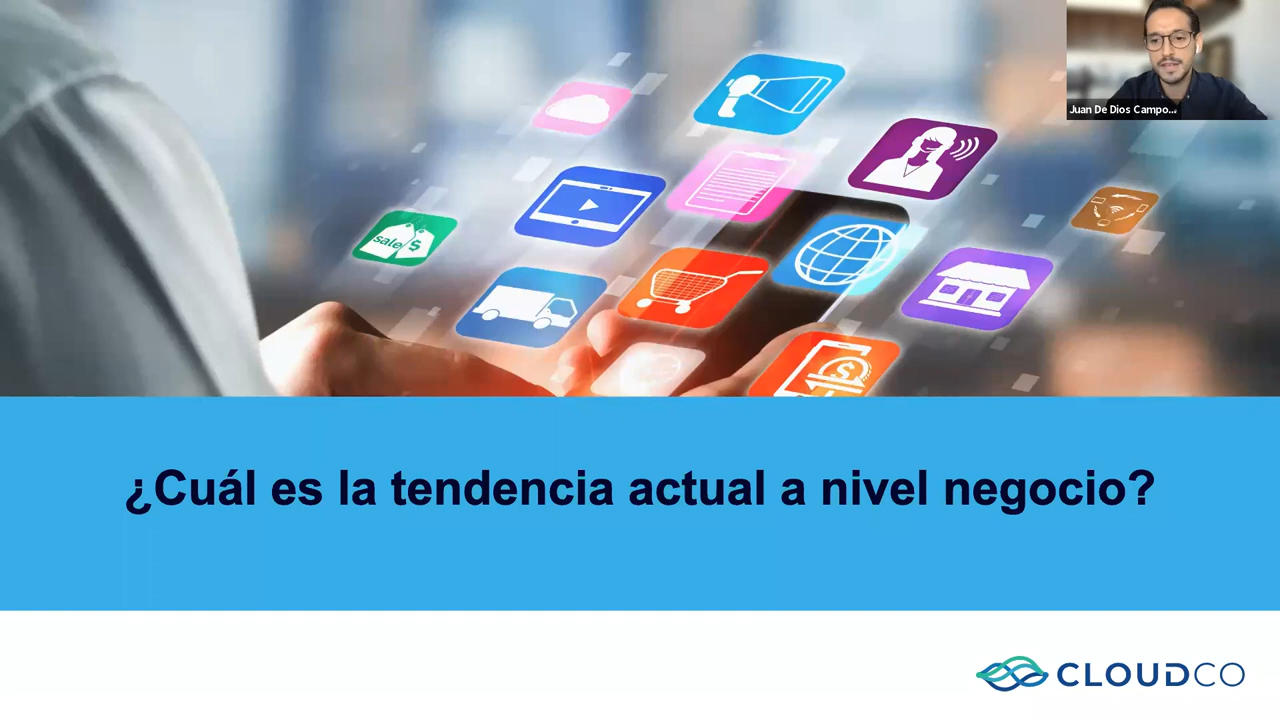 Juan De Dios Campo...
sale $
$
¿Cuál es la tendencia actual a nivel negocio?
CLOUDCO